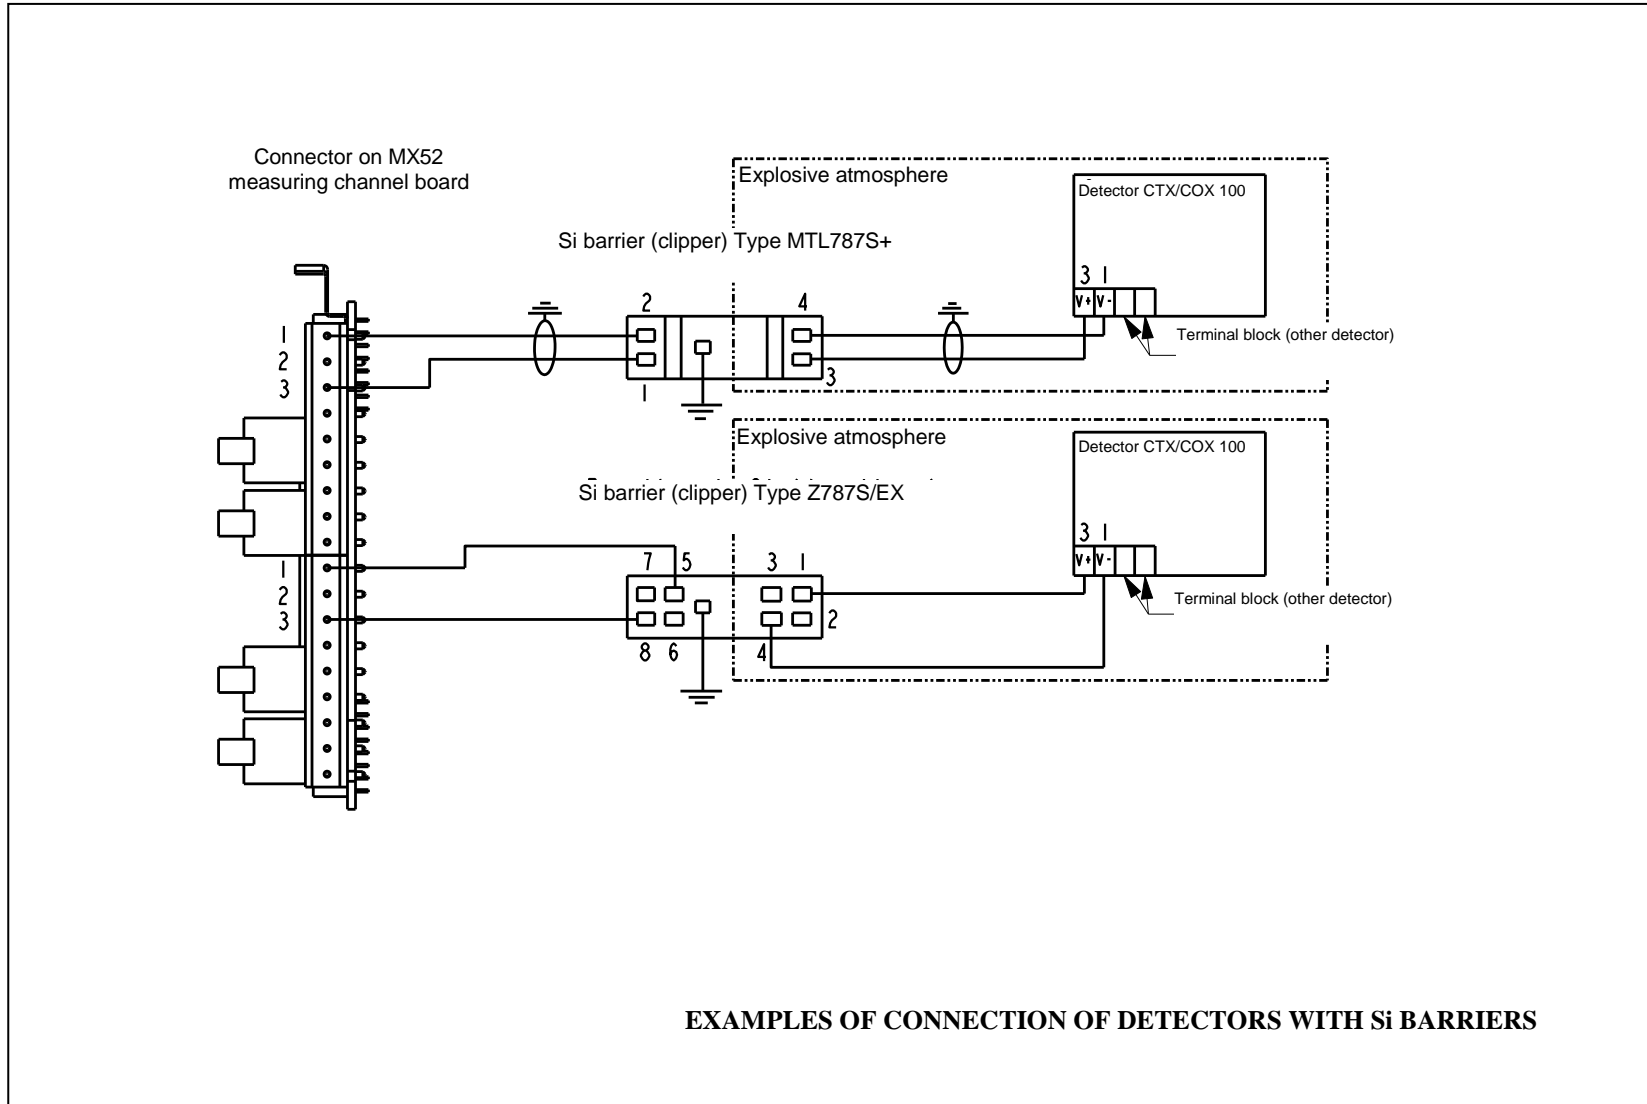 Connector on MX52
measuring channel board
Explosive atmosphere
Detector CTX/COX 100
Si barrier (clipper) Type MTL787S+
3 1
V+ V-
2 4
1
2
3
Terminal block (other detector)
1 3
Explosive atmosphere
Detector CTX/COX 100
Si barrier (clipper) Type Z787S/EX
3 1
V+ V-
7 5 3 1
1
2
3
Terminal block (other detector)
2
8 6 4
EXAMPLES OF CONNECTION OF DETECTORS WITH Si BARRIERS